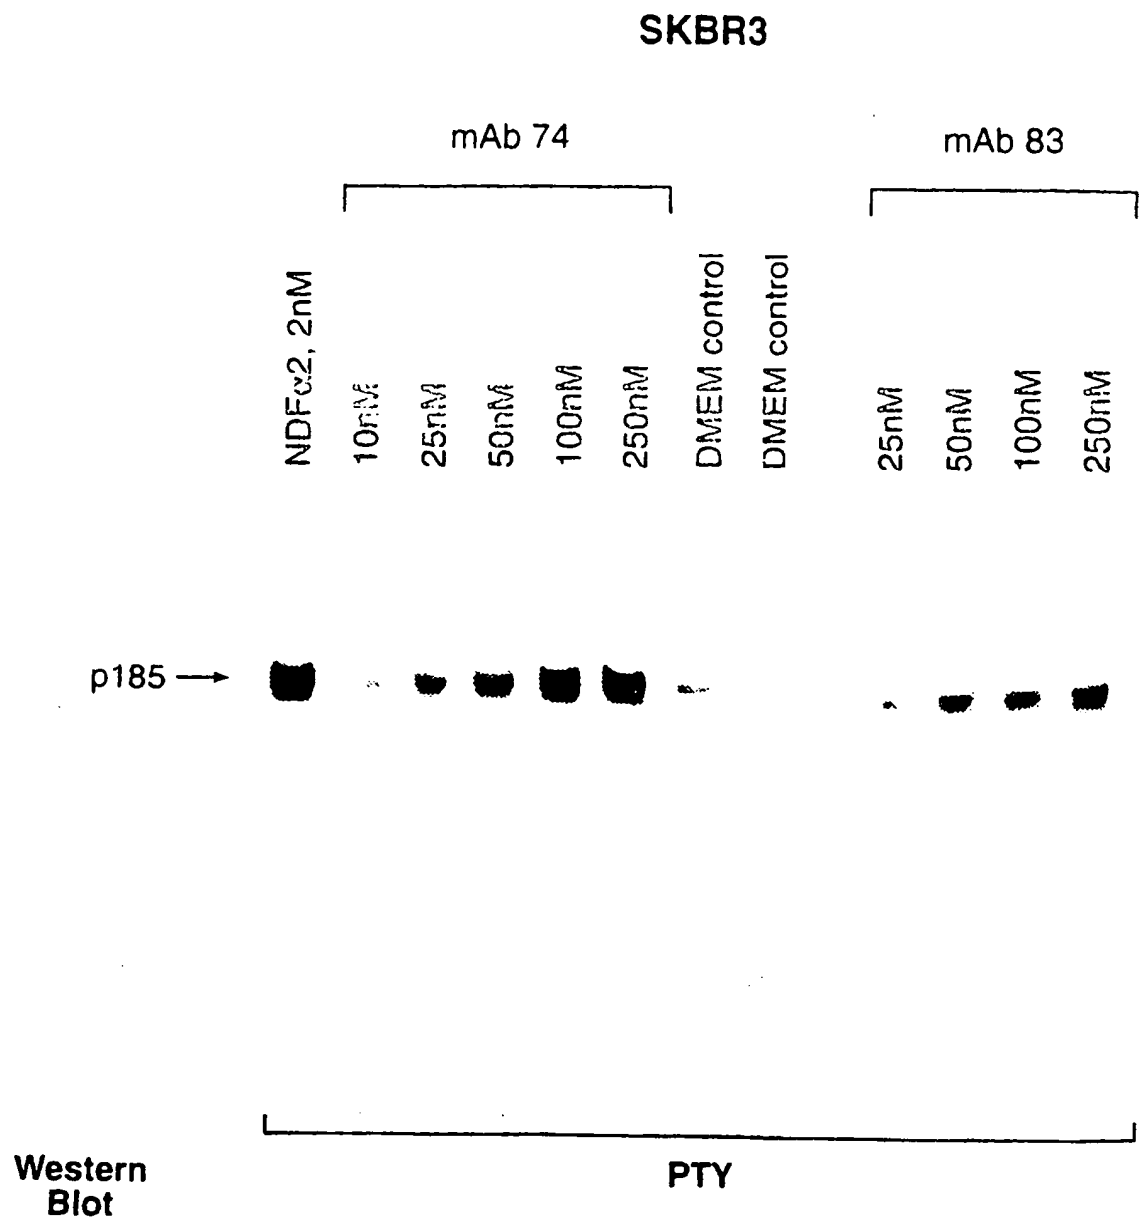 SKBR3
mAb 74
mAb 83
NDFα2, 2nM
10nM
25nM
50nM
100nM
250nM
DMEM control
DMEM control
25nM
50nM
100nM
250nM
p185
PTY
Western
Blot